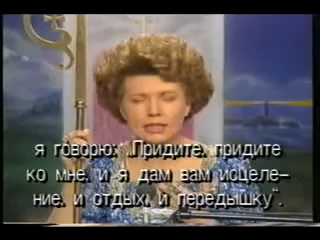 я говорю: „Придите, придите
ко мне, и я дам вам исцеле-
ние, и отдых, и передышку".